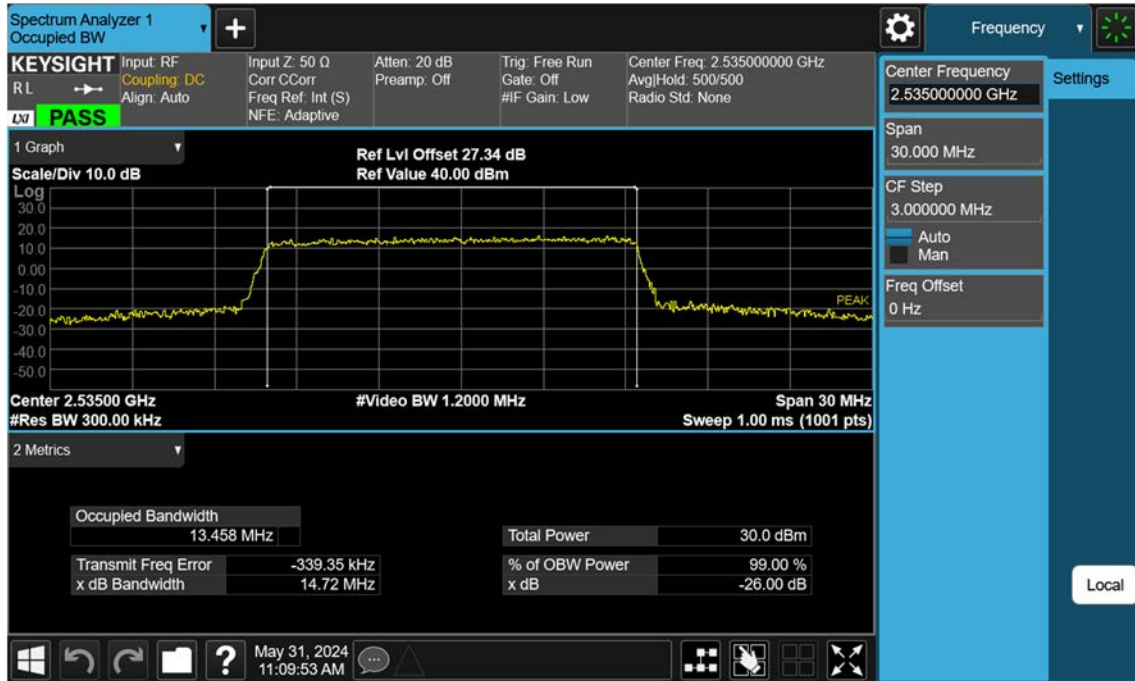 Spectrum Analyzer 1
Occupied BW
+
Frequency
KEYSIGHT
R L
LXI PASS
Input: RF
Coupling: DC
Align: Auto
Input Z: 50 Ω
Corr CCorr
Freq Ref: Int (S)
NFE: Adaptive
Atten: 20 dB
Preamp: Off
Trig: Free Run
Gate: Off
#IF Gain: Low
Center Freq: 2.535000000 GHz
Avg|Hold: 500/500
Radio Std: None
Center Frequency
2.535000000 GHz
Settings
Span
30.000 MHz
CF Step
3.000000 MHz
Auto
Man
Freq Offset
0 Hz
Local
1 Graph
Scale/Div 10.0 dB
Ref Lvl Offset 27.34 dB
Ref Value 40.00 dBm
Log
30.0
20.0
10.0
0.00
-10.0
-20.0
-30.0
-40.0
-50.0
PEAK
Center 2.53500 GHz
#Video BW 1.2000 MHz
Span 30 MHz
#Res BW 300.00 kHz
Sweep 1.00 ms (1001 pts)
2 Metrics
Occupied Bandwidth
13.458 MHz
Total Power 30.0 dBm
Transmit Freq Error -339.35 kHz
% of OBW Power 99.00 %
x dB Bandwidth 14.72 MHz
x dB -26.00 dB
?
May 31, 2024
11:09:53 AM